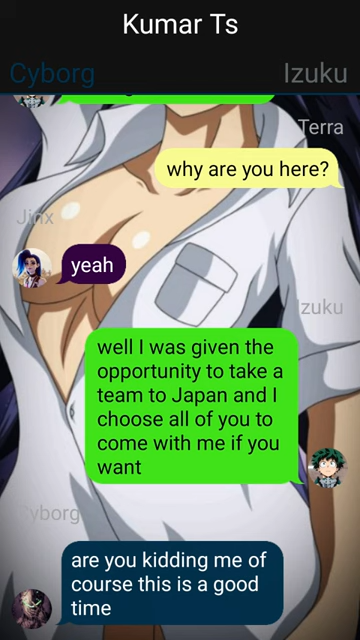 Kumar Ts
Cyborg
Izuku
Terra
why are you here?
Jinx
yeah
Izuku
well I was given the
opportunity to take a
team to Japan and I
choose all of you to
come with me if you
want
Cyborg
are you kidding me of
course this is a good
time